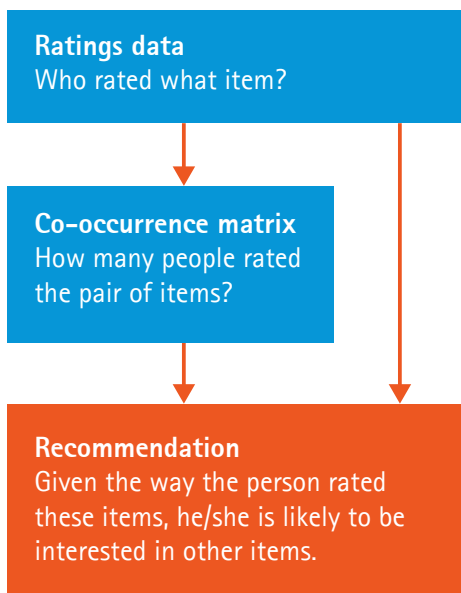 Ratings data
Who rated what item?
Co-occurrence matrix
How many people rated
the pair of items?
Recommendation
Given the way the person rated
these items, he/she is likely to be
interested in other items.